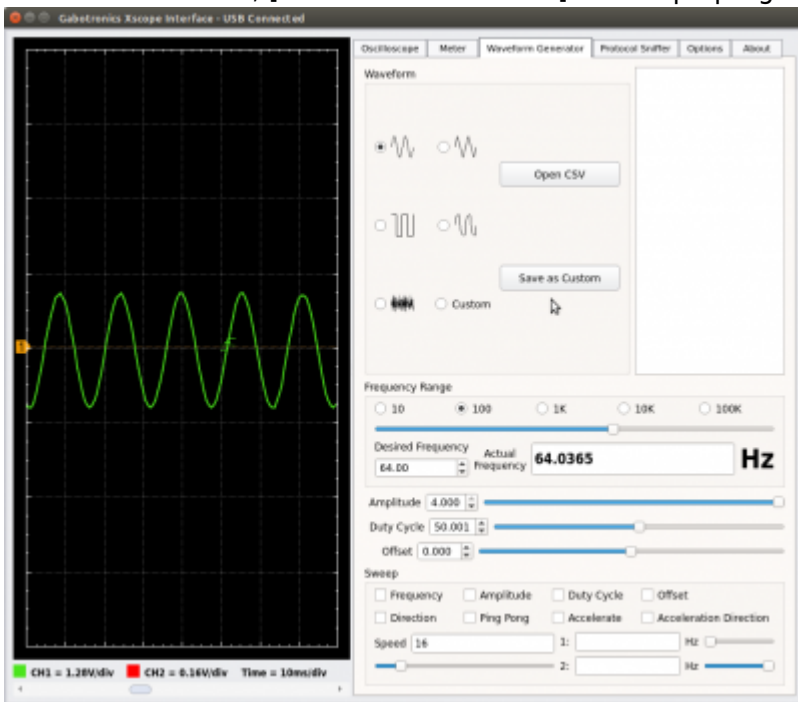 Gabotronics Xscope Interface - USB Connected
Oscilloscope Meter Waveform Generator Protocol Sniffer Options About
Waveform
Open CSV
Save as Custom
Custom
Frequency Range
10 100 1K 10K 100K
Desired Frequency
64.00
Actual Frequency
64.0365
Hz
Amplitude 4.000
Duty Cycle 50.001
Offset 0.000
Sweep
Frequency Amplitude Duty Cycle Offset
Direction Ping Pong Accelerate Acceleration Direction
Speed 16 1: Hz
2: Hz
1
CH1 = 1.28V/div CH2 = 0.16V/div Time = 10ms/div